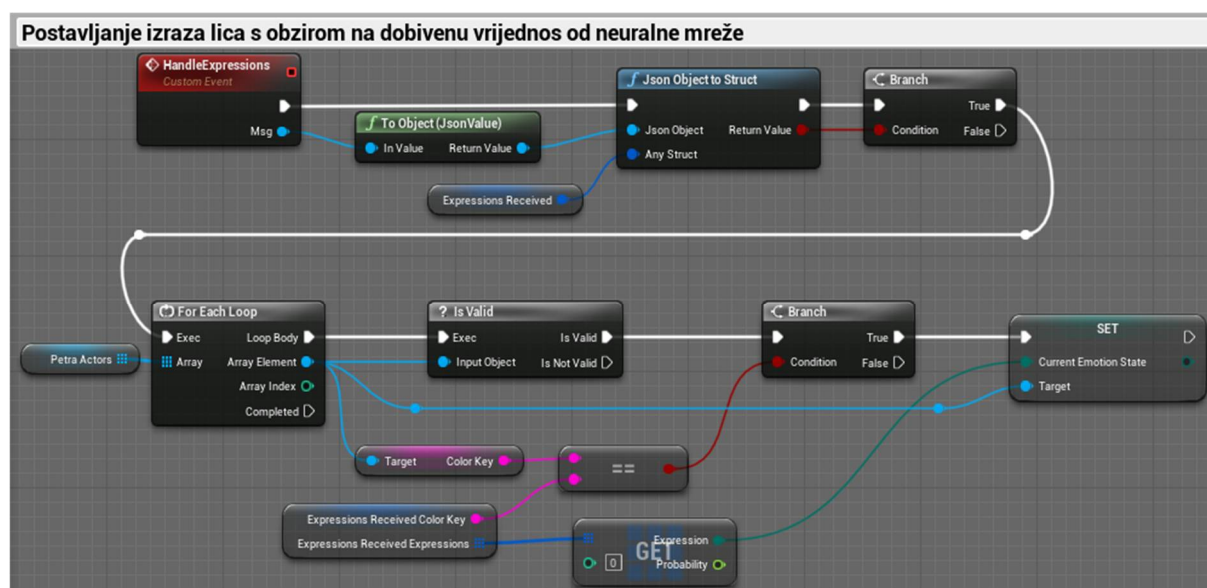 Postavljanje izraza lica s obzirom na dobivenu vrijednos od neuralne mreže
HandleExpressions
Custom Event
Msg
f To Object (JsonValue)
In Value Return Value
Expressions Received
f Json Object to Struct
Json Object Return Value
Any Struct
Branch
True
Condition False
Petra Actors
For Each Loop
Exec Loop Body
Array Array Element
Array Index
Completed
? Is Valid
Exec Is Valid
Input Object Is Not Valid
Branch
True
Condition False
SET
Current Emotion State
Target
Target Color Key
==
Expressions Received Color Key
Expressions Received Expressions
GET
Expression
0
Probability